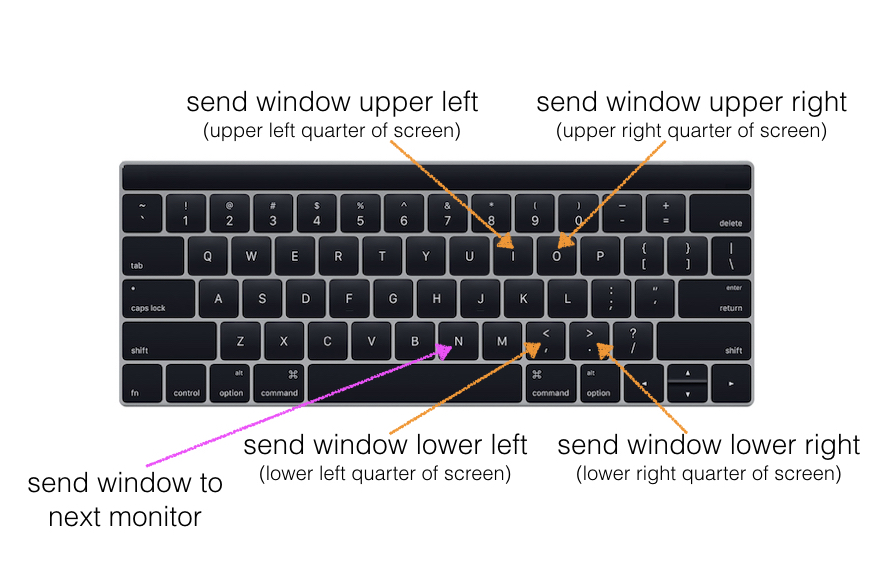 send window upper left
(upper left quarter of screen)
send window upper right
(upper right quarter of screen)
~ ! @ # $ % ^ & * ( ) — +
` 1 2 3 4 5 6 7 8 9 0 - = delete
tab Q W E R T Y U I O P { [ } ] | \
caps lock A S D F G H J K L : ; " ' enter return
shift Z X C V B N M < , > . ? / shift
fn control alt option ⌘ command ⌘ command alt option ◄ ▲ ▼ ►
send window lower left
(lower left quarter of screen)
send window lower right
(lower right quarter of screen)
send window to
next monitor